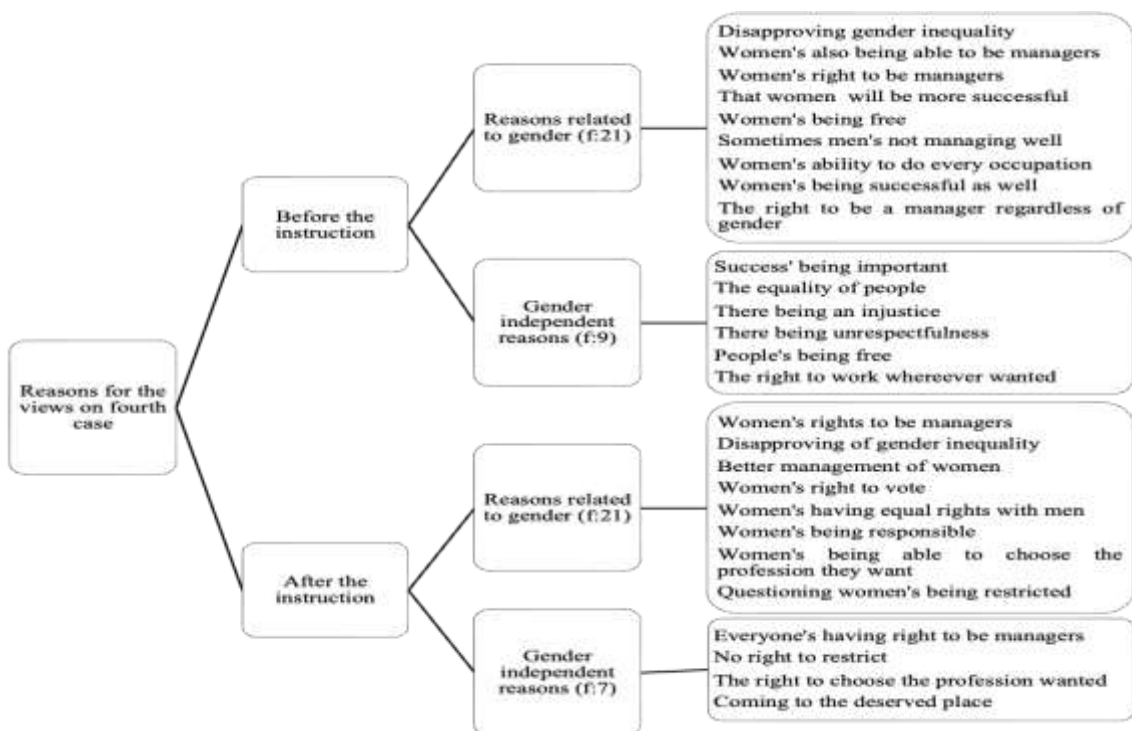 Reasons for the
views on fourth
case
Before the
instruction
Reasons related
to gender (f:21)
Disapproving gender inequality
Women's also being able to be managers
Women's right to be managers
That women will be more successful
Women's being free
Sometimes men's not managing well
Women's ability to do every occupation
Women's being successful as well
The right to be a manager regardless of
gender
Gender
independent
reasons (f:9)
Success' being important
The equality of people
There being an injustice
There being unrespectfulness
People's being free
The right to work whereever wanted
After the
instruction
Reasons related
to gender (f:21)
Women's rights to be managers
Disapproving of gender inequality
Better management of women
Women's right to vote
Women's having equal rights with men
Women's being responsible
Women's being able to choose the
profession they want
Questioning women's being restricted
Gender
independent
reasons (f:7)
Everyone's having right to be managers
No right to restrict
The right to choose the profession wanted
Coming to the deserved place